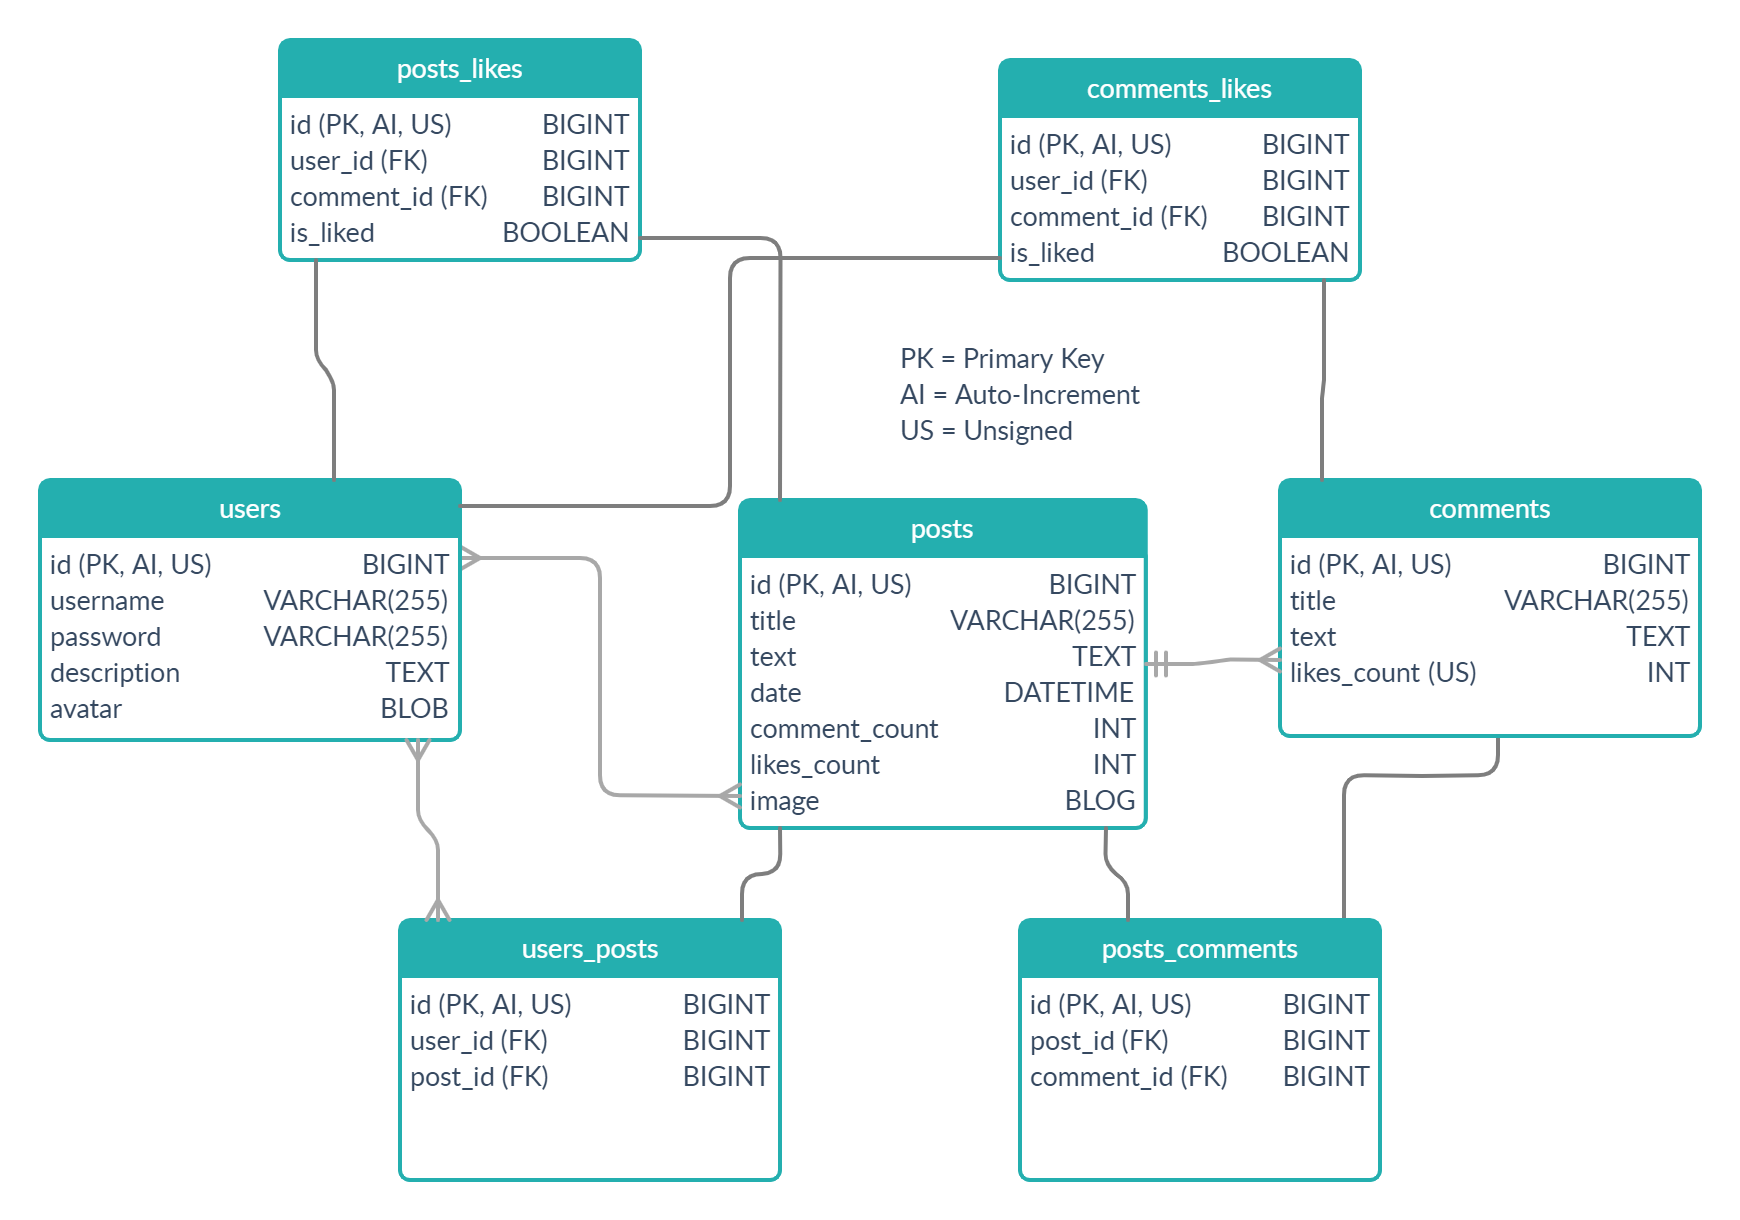 posts_likes
id (PK, AI, US) BIGINT
user_id (FK) BIGINT
comment_id (FK) BIGINT
is_liked BOOLEAN
comments_likes
id (PK, AI, US) BIGINT
user_id (FK) BIGINT
comment_id (FK) BIGINT
is_liked BOOLEAN
PK = Primary Key
AI = Auto-Increment
US = Unsigned
users
id (PK, AI, US) BIGINT
username VARCHAR(255)
password VARCHAR(255)
description TEXT
avatar BLOB
posts
id (PK, AI, US) BIGINT
title VARCHAR(255)
text TEXT
date DATETIME
comment_count INT
likes_count INT
image BLOG
comments
id (PK, AI, US) BIGINT
title VARCHAR(255)
text TEXT
likes_count (US) INT
users_posts
id (PK, AI, US) BIGINT
user_id (FK) BIGINT
post_id (FK) BIGINT
posts_comments
id (PK, AI, US) BIGINT
post_id (FK) BIGINT
comment_id (FK) BIGINT